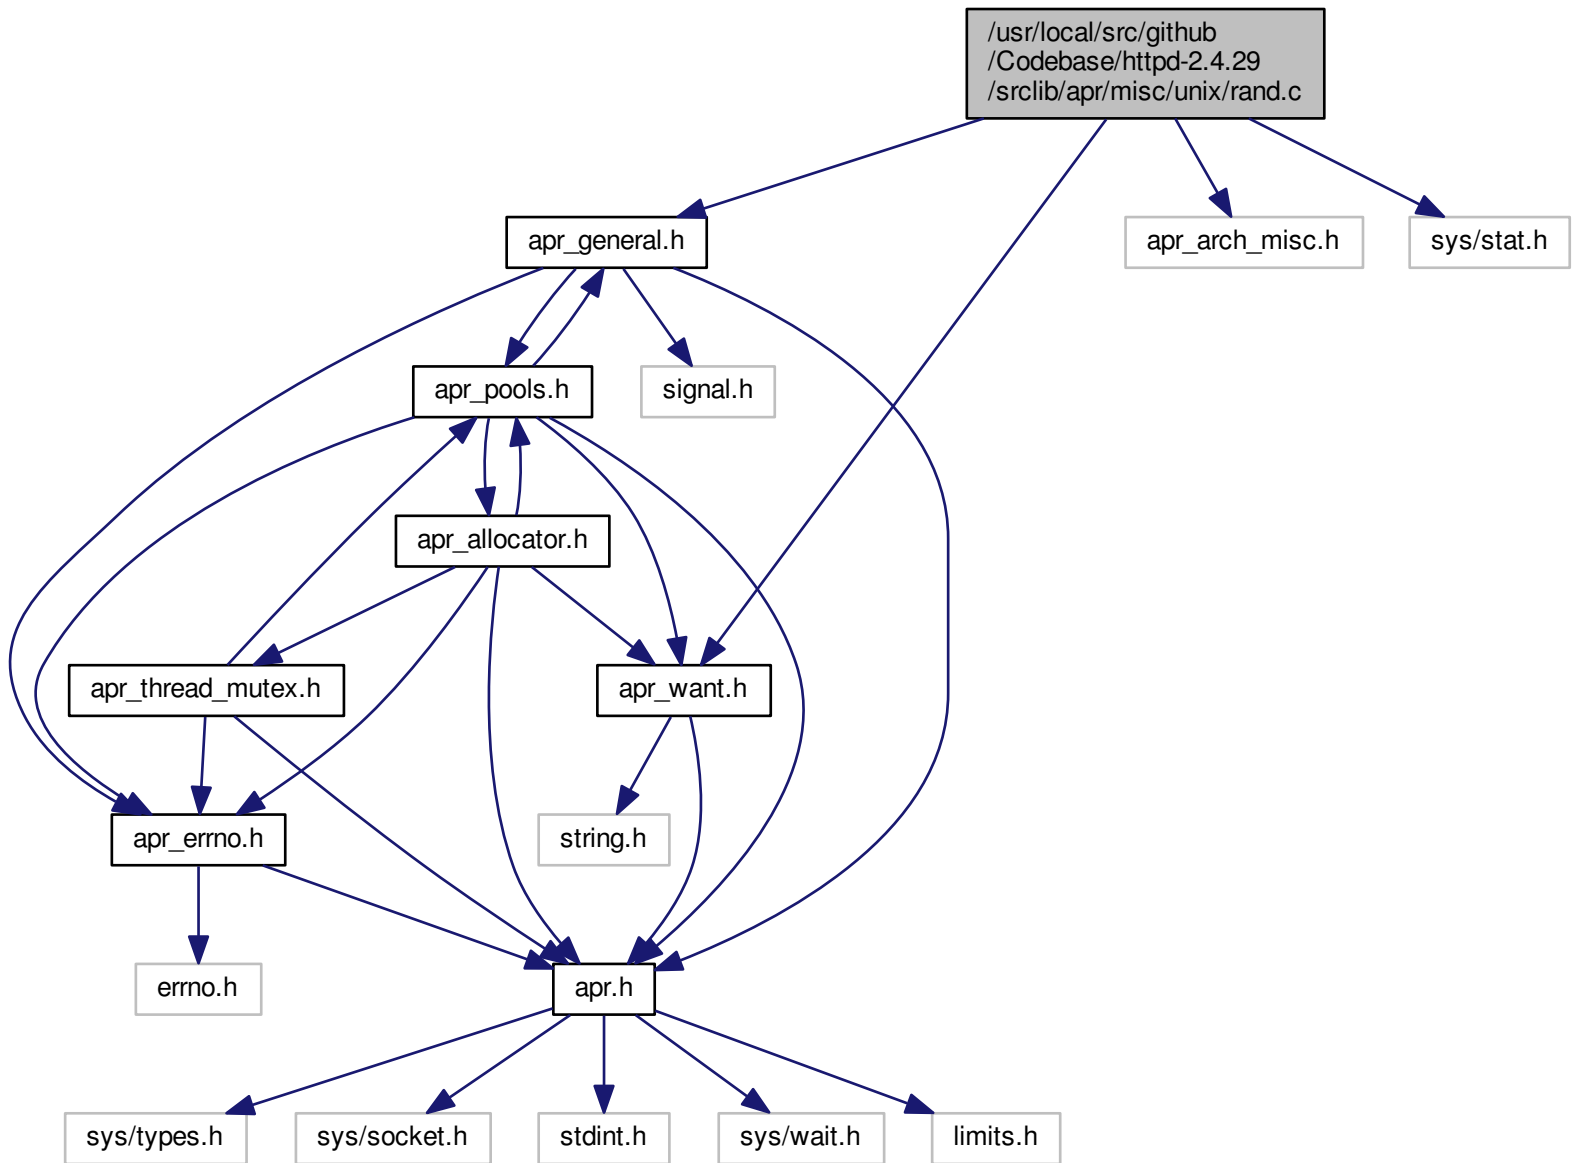 /usr/local/src/github
/Codebase/httpd-2.4.29
/srclib/apr/misc/unix/rand.c
apr_general.h
apr_arch_misc.h
sys/stat.h
apr_pools.h
signal.h
apr_allocator.h
apr_thread_mutex.h
apr_want.h
apr_errno.h
string.h
errno.h
apr.h
sys/types.h
sys/socket.h
stdint.h
sys/wait.h
limits.h